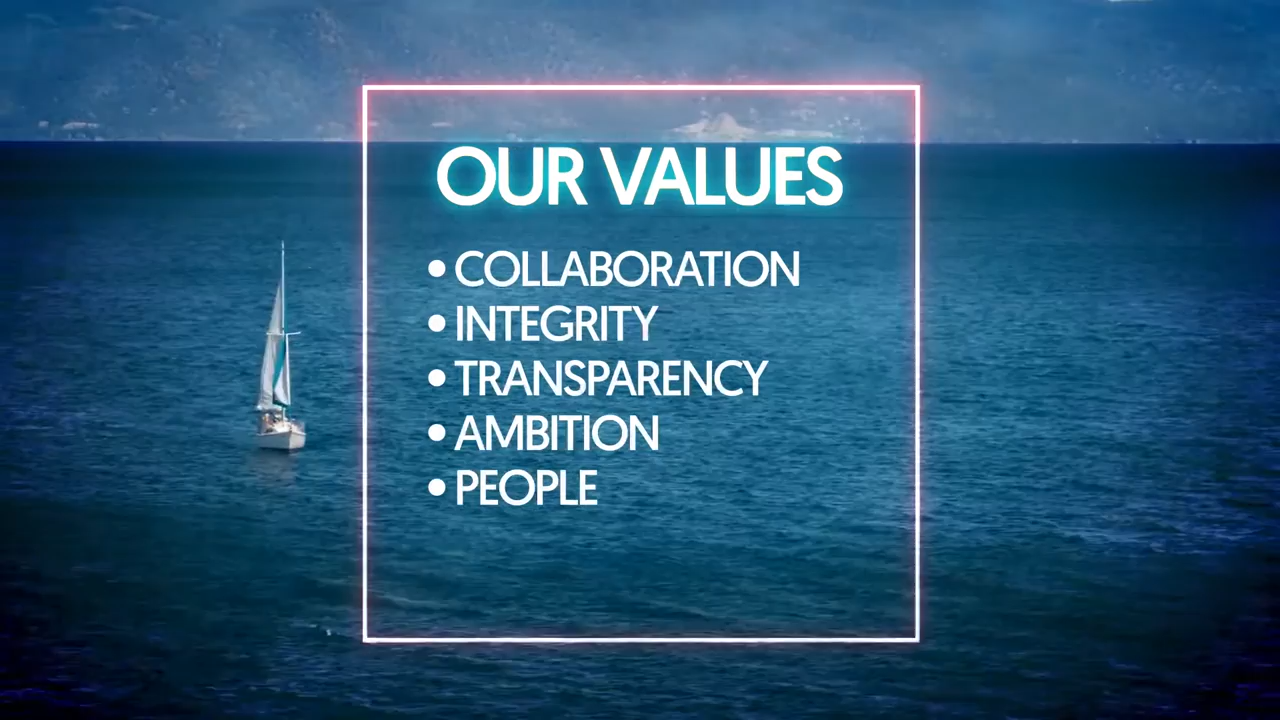 OUR VALUES
• COLLABORATION
• INTEGRITY
• TRANSPARENCY
• AMBITION
• PEOPLE